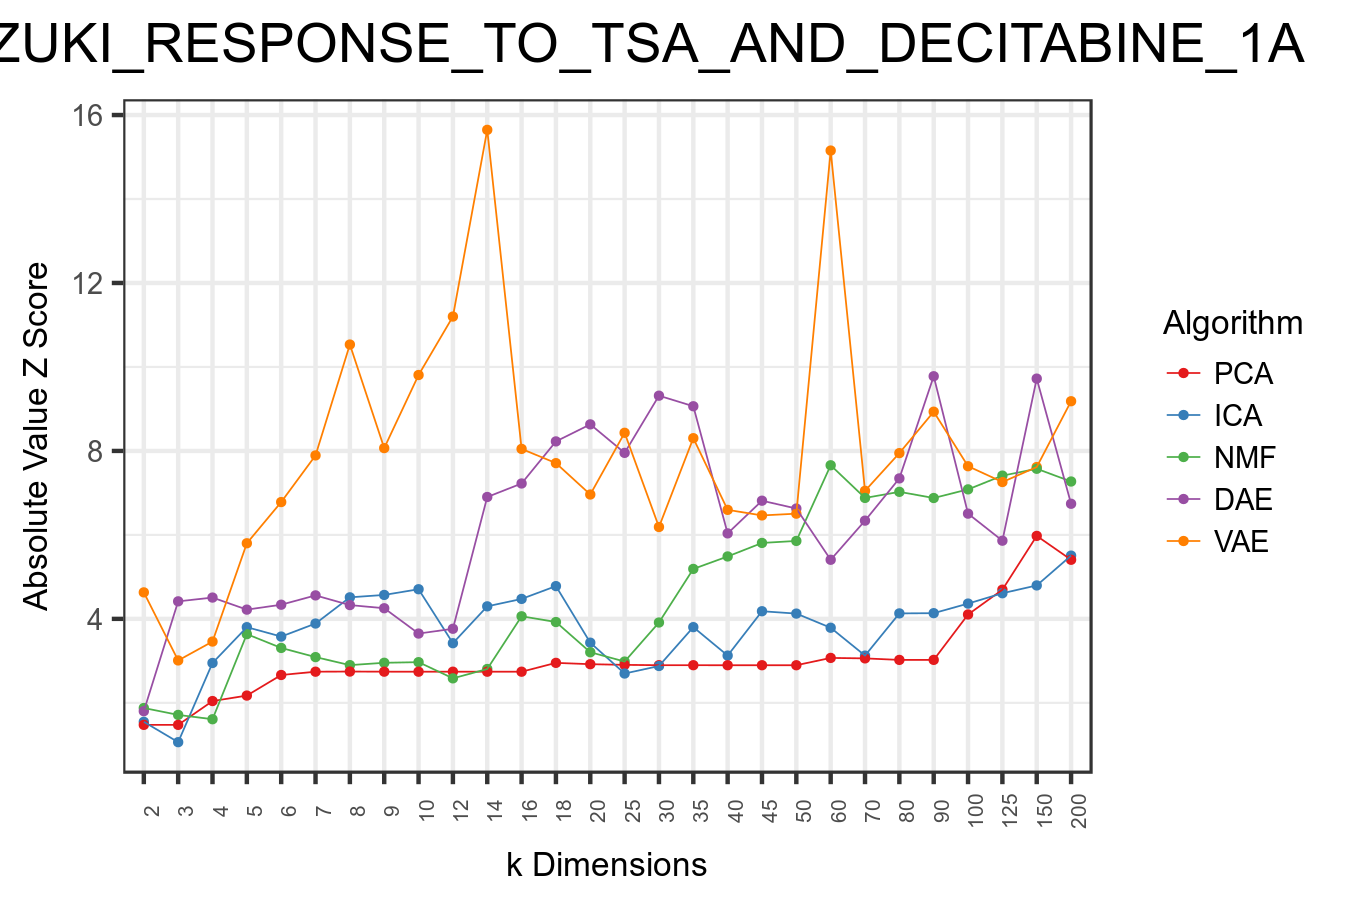 ZUKI_RESPONSE_TO_TSA_AND_DECITABINE_1A
16
12
8
4
Absolute Value Z Score
2 3 4 5 6 7 8 9 10 12 14 16 18 20 25 30 35 40 45 50 60 70 80 90 100 125 150 200
k Dimensions
Algorithm
PCA
ICA
NMF
DAE
VAE